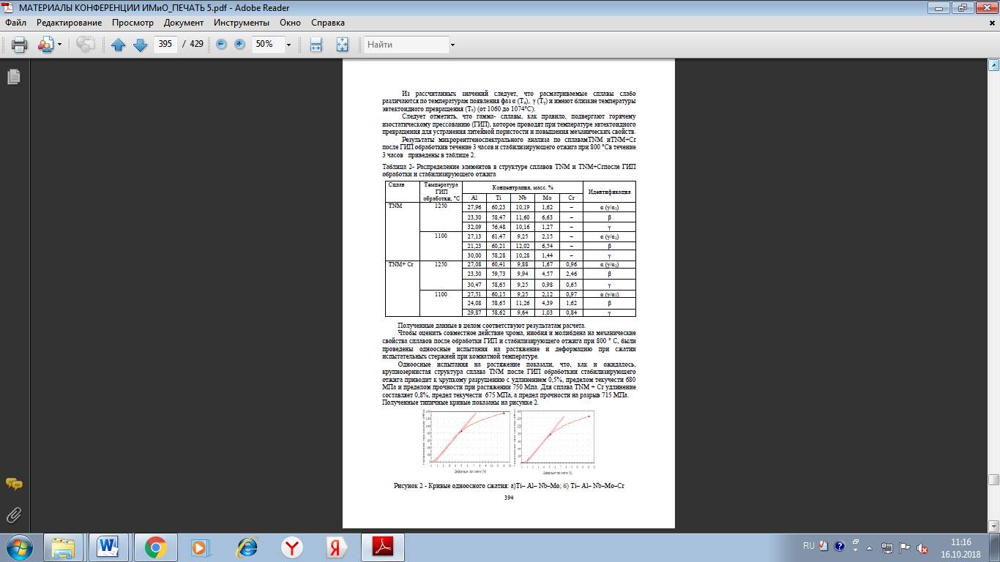 МАТЕРИАЛЫ КОНФЕРЕНЦИИ ИМиО_ПЕЧАТЬ 5.pdf - Adobe Reader
Файл Редактирование Просмотр Документ Инструменты Окно Справка
395 / 429 50% Найти
Из рассчитанных значений следует, что расматриваемые сплавы слабо
различаются по температурам появления фаз α (Tα), γ (Tγ) и имеют близкие температуры
эвтектоидного превращения (Tе) (от 1060 до 1074°С).
Следует отметить, что гамма- сплавы, как правило, подвергают горячему
изостатическому прессованию (ГИП), которое проводят при температуре эвтектоидного
превращения для устранения литейной пористости и повышения механических свойств.
Результаты микрорентгеноспектрального анализа по сплавамTNM иTNM+Cr
после ГИП обработкив течение 3 часов и стабилизирующего отжига при 800 °Св течение
3 часов приведены в таблице 2.
Таблица 2- Распределение элементов в структуре сплавов TNM и TNM+Crпосле ГИП
обработки и стабилизирующего отжига
Сплав Температура ГИП обработки, °С Концентрация, масс. % Идентификация
Al Ti Nb Mo Cr
TNM 1250 27,96 60,23 10,19 1,62 – α (γ/α2)
23,30 58,47 11,60 6,63 – β
32,09 56,48 10,16 1,27 – γ
1100 27,13 61,47 9,25 2,15 – α (γ/α2)
21,23 60,21 12,02 6,54 – β
30,00 58,28 10,28 1,44 – γ
TNM+ Cr 1250 27,08 60,41 9,88 1,67 0,96 α (γ/α2)
23,30 59,73 9,94 4,57 2,46 β
30,47 58,65 9,25 0,98 0,65 γ
1100 27,51 60,15 9,25 2,12 0,97 α (γ/α2)
24,08 58,65 11,26 4,39 1,62 β
29,87 58,62 9,64 1,03 0,84 γ
Полученные данные в целом соответствуют результатам расчета.
Чтобы оценить совместное действие хрома, ниобия и молибдена на механические
свойства сплавов после обработки ГИП и стабилизирующего отжига при 800 ° С, были
проведены одноосные испытания на растяжение и деформацию при сжатии
испытательных стержней при комнатной температуре.
Одноосные испытания на растяжение показали, что, как и ожидалось,
крупнозернистая структура сплава TNM после ГИП обработкии стабилизирующего
отжига приводит к хрупкому разрушению с удлинением 0,5%, пределом текучести 680
МПа и пределом прочности при растяжении 750 Мпа. Для сплава TNM + Cr удлинение
составляет 0,8%, предел текучести 675 МПа, а предел прочности на разрыв 715 МПа.
Полученные типичные кривые показаны на рисунке 2.
Деформация при сжатии (%) Деформация при сжатии (%)
Рисунок 2 - Кривые одноосного сжатия: а)Ti– Al– Nb–Mo; б) Ti– Al– Nb–Mo–Cr
394
RU 11:16
16.10.2018